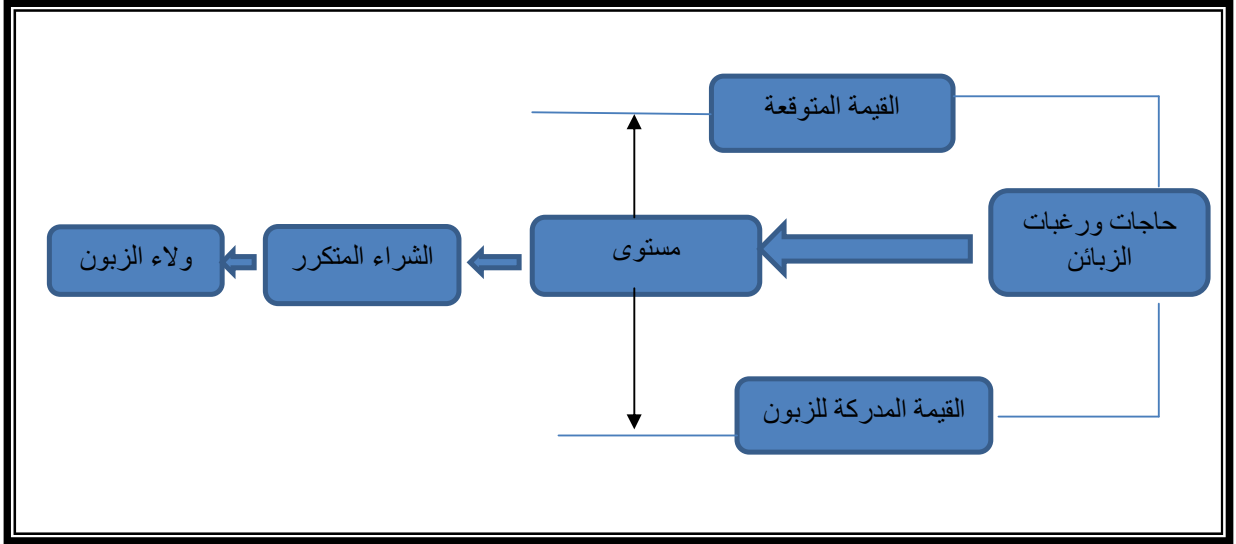 القيمة المتوقعة
حاجات ورغبات
الزبائن
مستوى
الشراء المتكرر
ولاء الزبون
القيمة المدركة للزبون